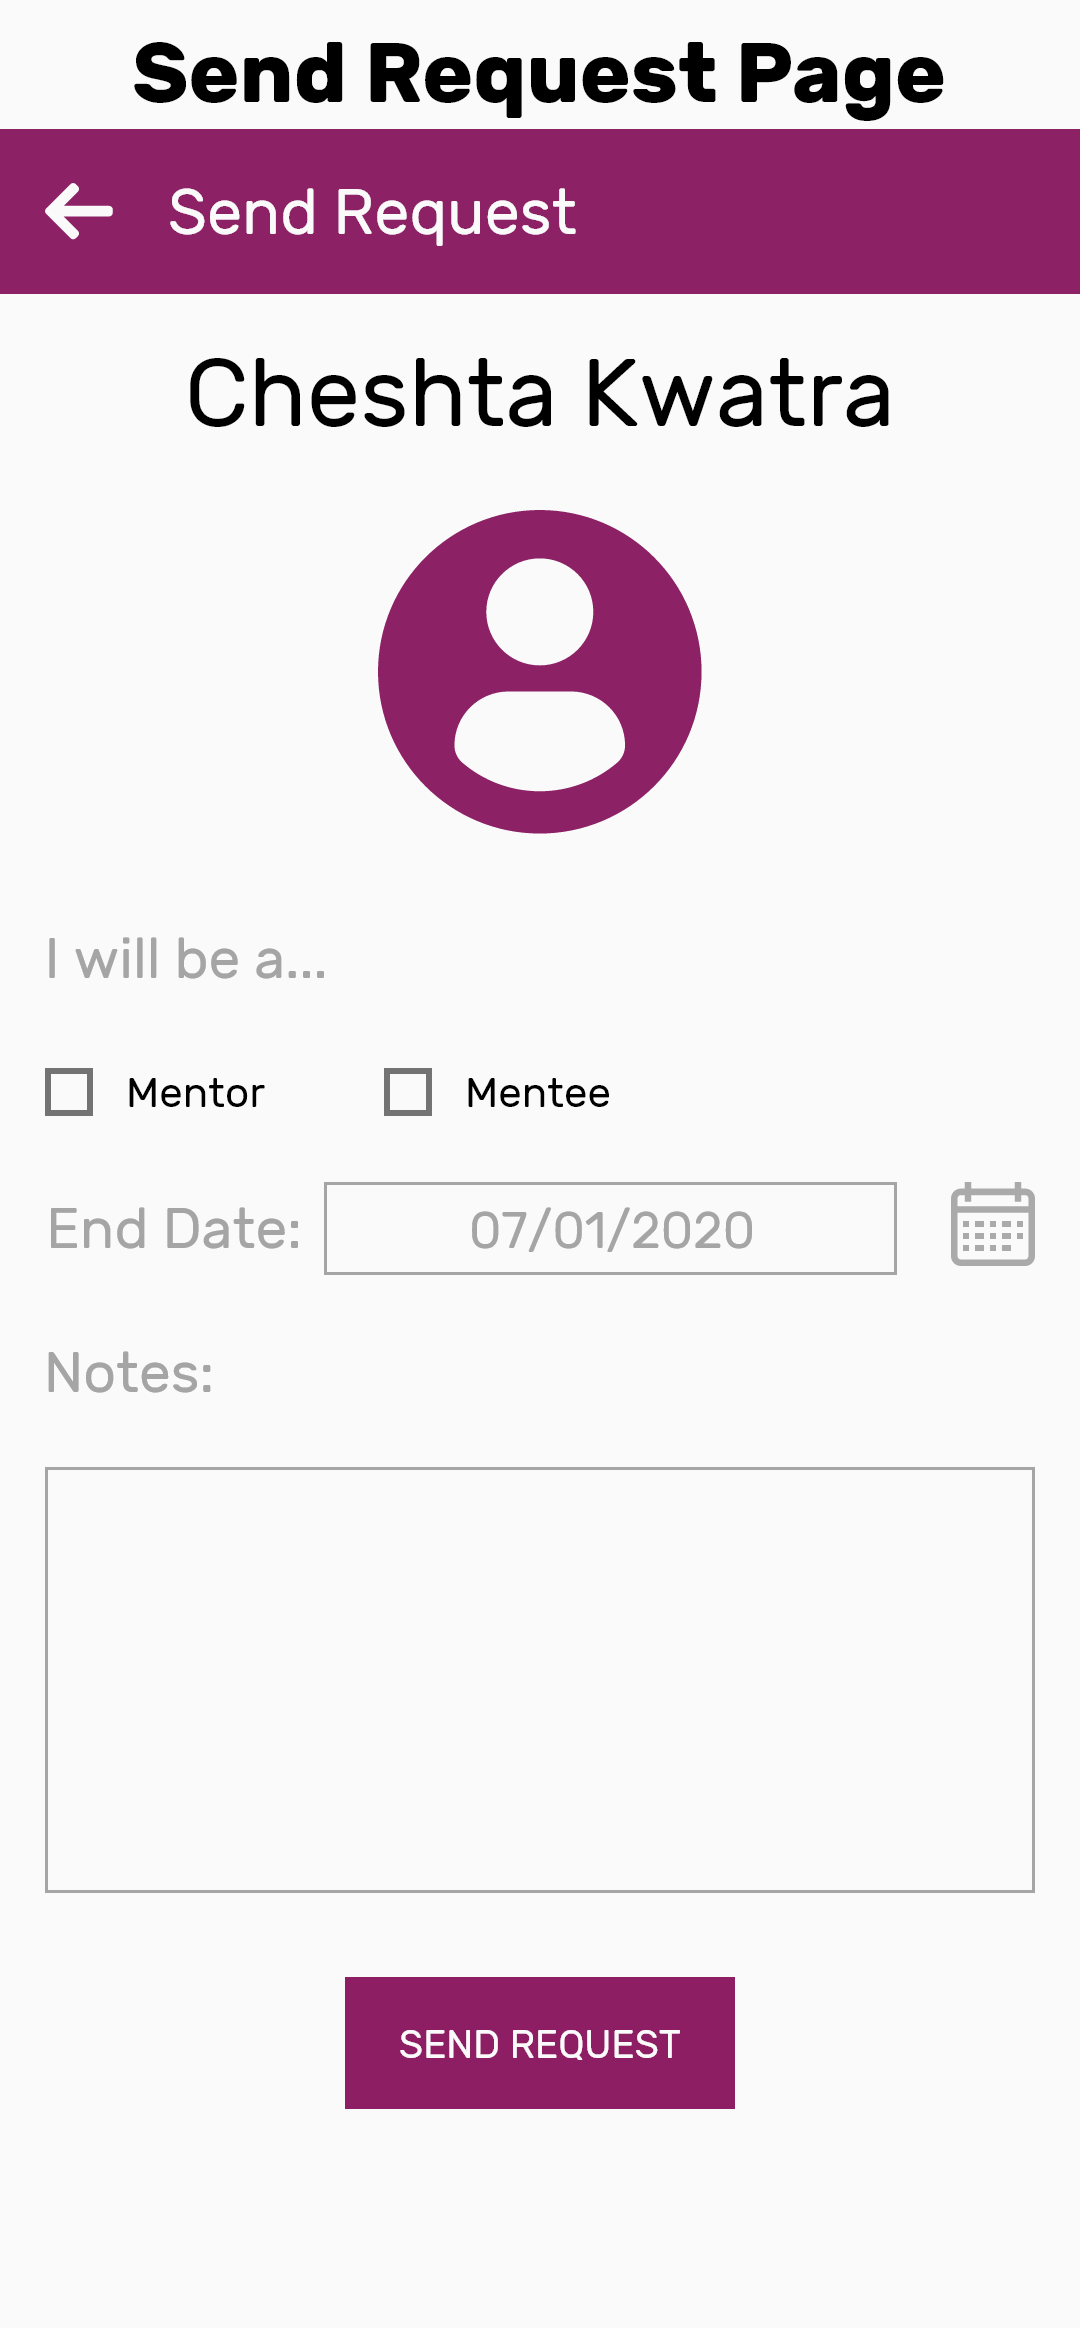 Send Request Page
Send Request
Cheshta Kwatra
I will be a...
Mentor Mentee
End Date: 07/01/2020
Notes:
SEND REQUEST